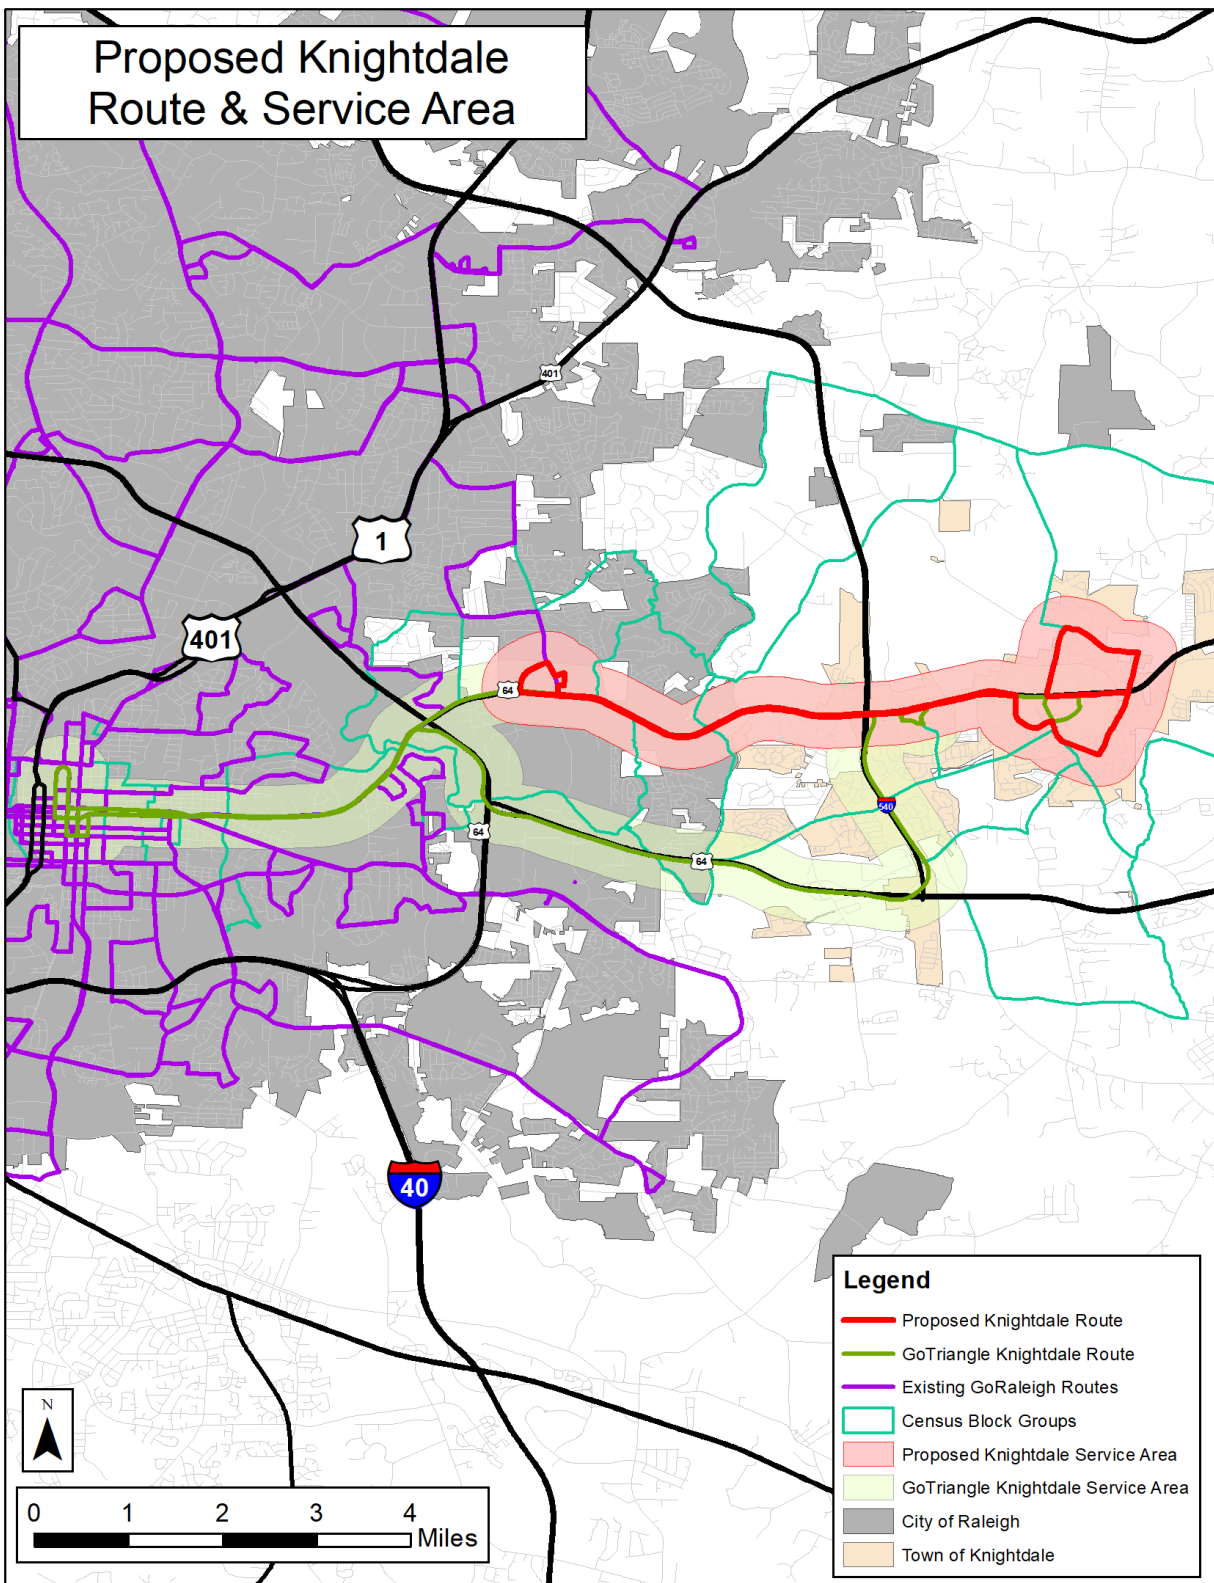 Proposed Knightdale
Route & Service Area
401
1
401
64
540
64
64
40
Legend
Proposed Knightdale Route
GoTriangle Knightdale Route
Existing GoRaleigh Routes
Census Block Groups
Proposed Knightdale Service Area
GoTriangle Knightdale Service Area
City of Raleigh
Town of Knightdale
N
0 1 2 3 4
Miles